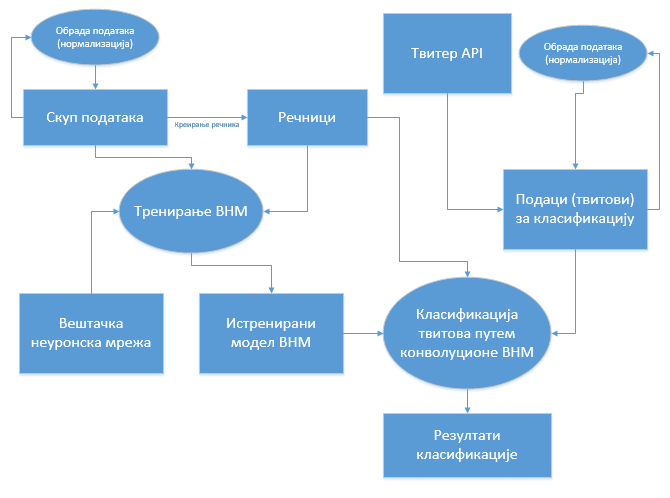 Обрада података
(нормализација)
Твитер API
Обрада података
(нормализација)
Скуп података
Креирање речника
Речници
Тренирање ВНМ
Подаци (твитови)
за класификацију
Вештачка
неуронска мрежа
Истренирани
модел ВНМ
Класификација
твитова путем
конволуционе ВНМ
Резултати
класификације